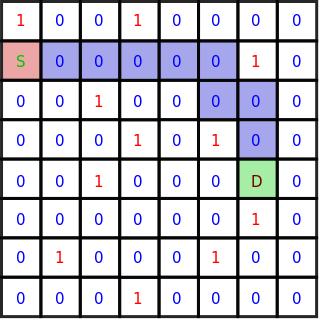 1 0 0 1 0 0 0 0
S 0 0 0 0 0 1 0
0 0 1 0 0 0 0 0
0 0 0 1 0 1 0 0
0 0 1 0 0 0 D 0
0 0 0 0 0 0 1 0
0 1 0 0 0 1 0 0
0 0 0 1 0 0 0 0